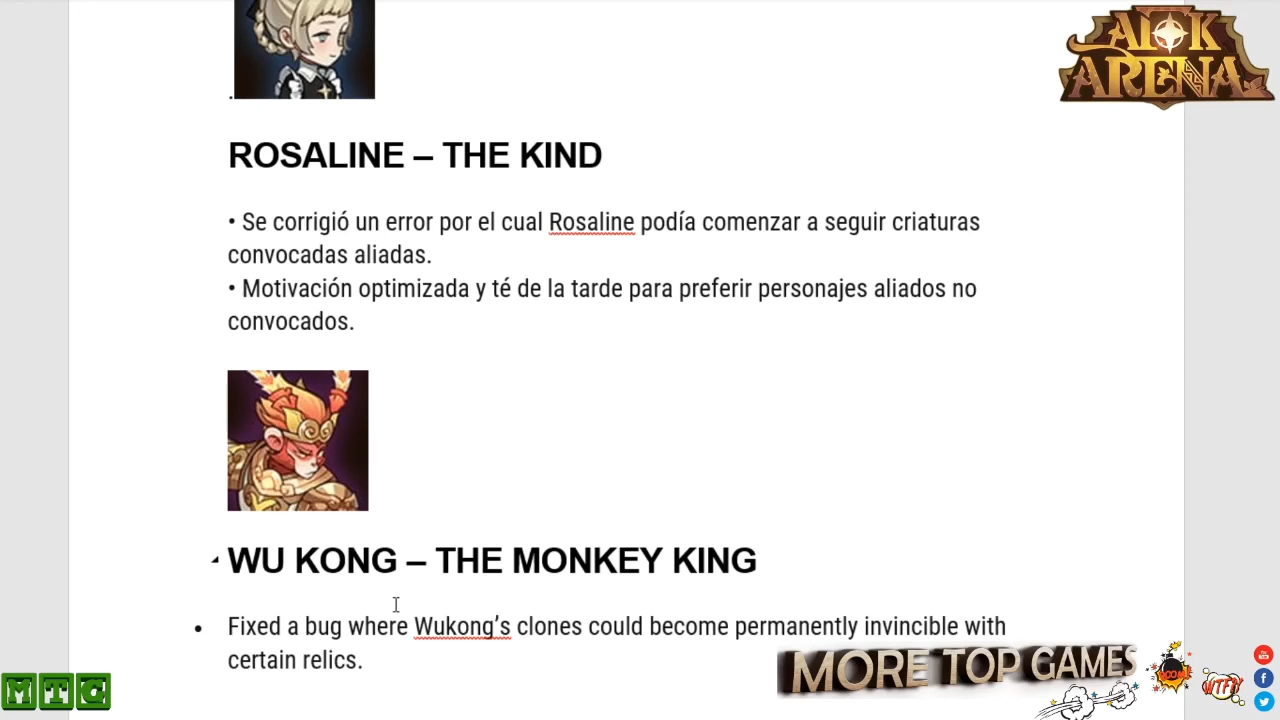 AFK
ARENA
ROSALINE – THE KIND
• Se corrigió un error por el cual Rosaline podía comenzar a seguir criaturas
convocadas aliadas.
• Motivación optimizada y té de la tarde para preferir personajes aliados no
convocados.
WU KONG – THE MONKEY KING
• Fixed a bug where Wukong’s clones could become permanently invincible with
certain relics.
MORE TOP GAMES
BOOM!
WTF?!
MTG